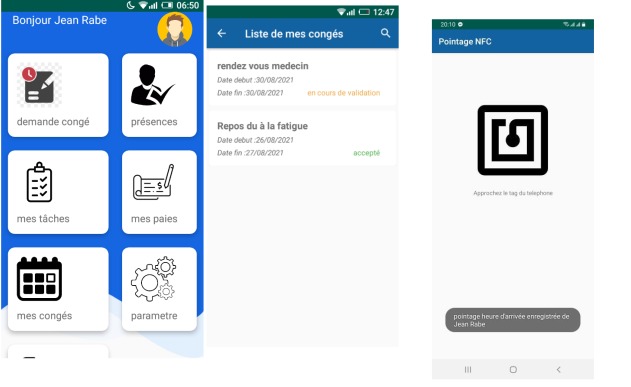 06:50
Bonjour Jean Rabe
demande congé
présences
mes tâches
mes paies
mes congés
parametre
12:47
Liste de mes congés
rendez vous medecin
Date debut :30/08/2021
Date fin :30/08/2021
en cours de validation
Repos du à la fatigue
Date debut :26/08/2021
Date fin :27/08/2021
accepté
20:10
Pointage NFC
Approchez le tag du telephone
pointage heure d'arrivée enregistrée de
Jean Rabe